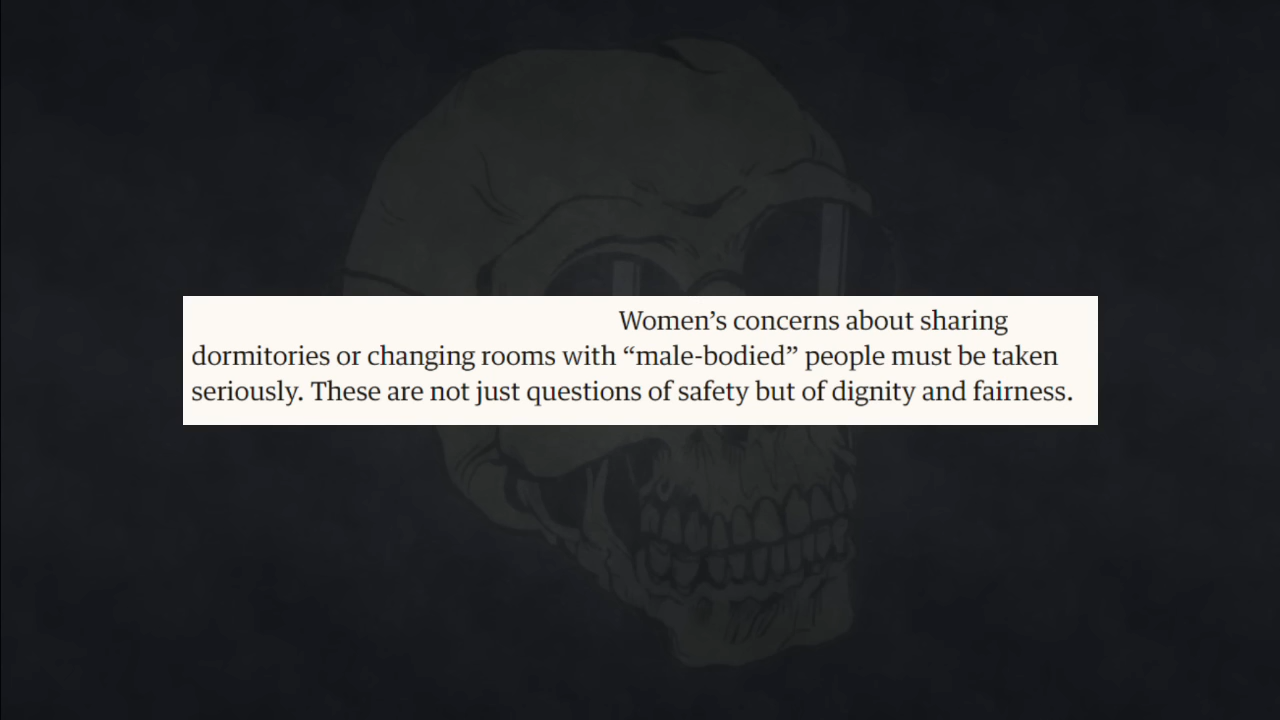 Women’s concerns about sharing
dormitories or changing rooms with “male-bodied” people must be taken
seriously. These are not just questions of safety but of dignity and fairness.